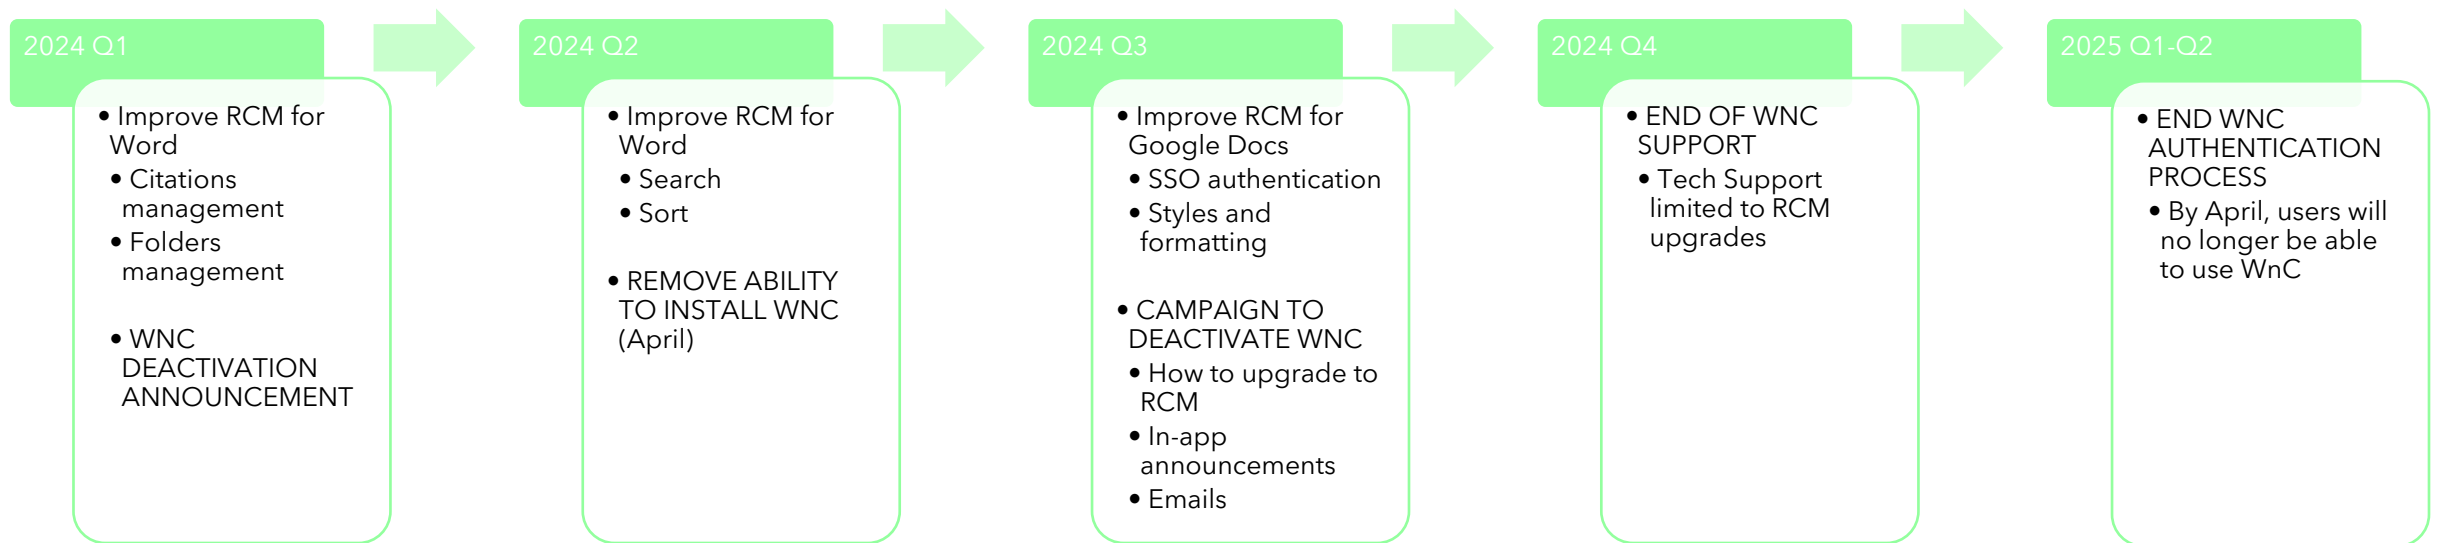 2024 Q1
• Improve RCM for
Word
• Citations
management
• Folders
management
• WNC
DEACTIVATION
ANNOUNCEMENT
2024 Q2
• Improve RCM for
Word
• Search
• Sort
• REMOVE ABILITY
TO INSTALL WNC
(April)
2024 Q3
• Improve RCM for
Google Docs
• SSO authentication
• Styles and
formatting
• CAMPAIGN TO
DEACTIVATE WNC
• How to upgrade to
RCM
• In-app
announcements
• Emails
2024 Q4
• END OF WNC
SUPPORT
• Tech Support
limited to RCM
upgrades
2025 Q1-Q2
• END WNC
AUTHENTICATION
PROCESS
• By April, users will
no longer be able
to use WnC